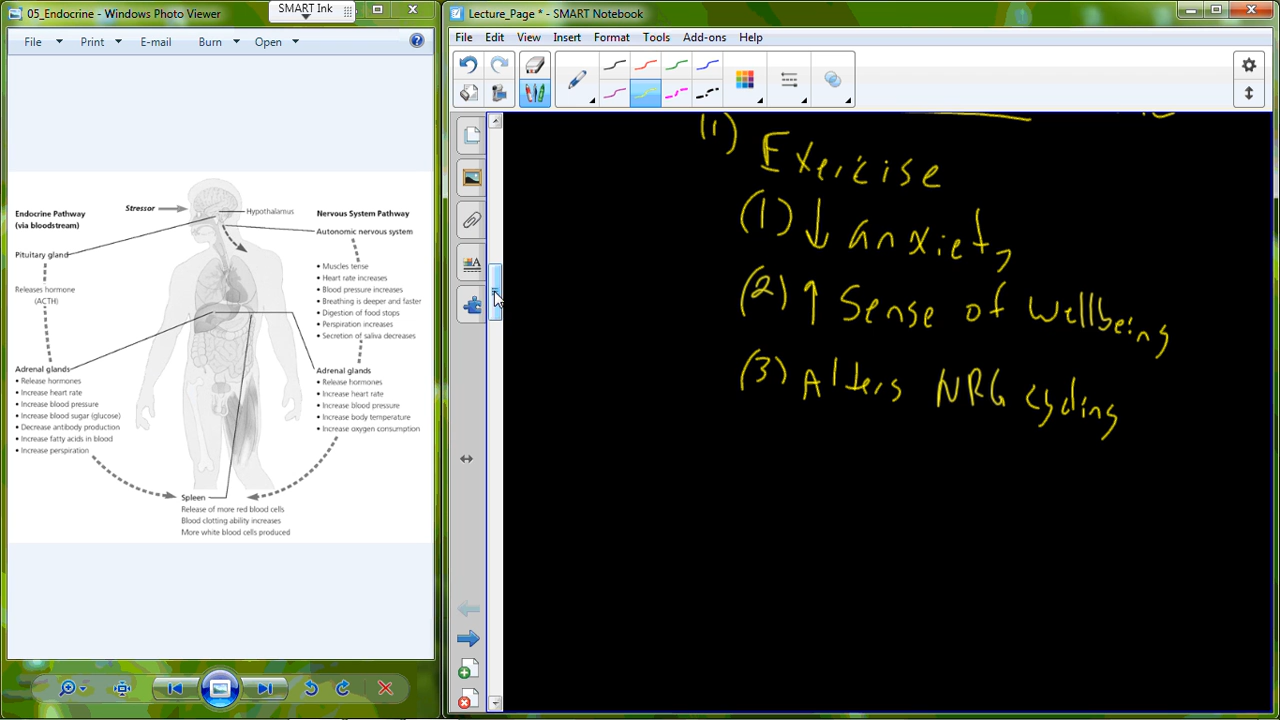 05_Endocrine - Windows Photo Viewer
SMART Ink
File Print E-mail Burn Open
Stressor
Hypothalamus
Endocrine Pathway
(via bloodstream)
Nervous System Pathway
Autonomic nervous system
Pituitary gland
Releases hormone
(ACTH)
• Muscles tense
• Heart rate increases
• Blood pressure increases
• Breathing is deeper and faster
• Digestion of food stops
• Perspiration increases
• Secretion of saliva decreases
Adrenal glands
• Release hormones
• Increase heart rate
• Increase blood pressure
• Increase blood sugar (glucose)
• Decrease antibody production
• Increase fatty acids in blood
• Increase perspiration
Adrenal glands
• Release hormones
• Increase heart rate
• Increase blood pressure
• Increase body temperature
• Increase oxygen consumption
Spleen
Release of more red blood cells
Blood clotting ability increases
More white blood cells produced
Lecture_Page * - SMART Notebook
File Edit View Insert Format Tools Add-ons Help
Exercise
(1) ↓ anxiety
(2) ↑ Sense of Wellbeing
(3) Alters NRG cycling